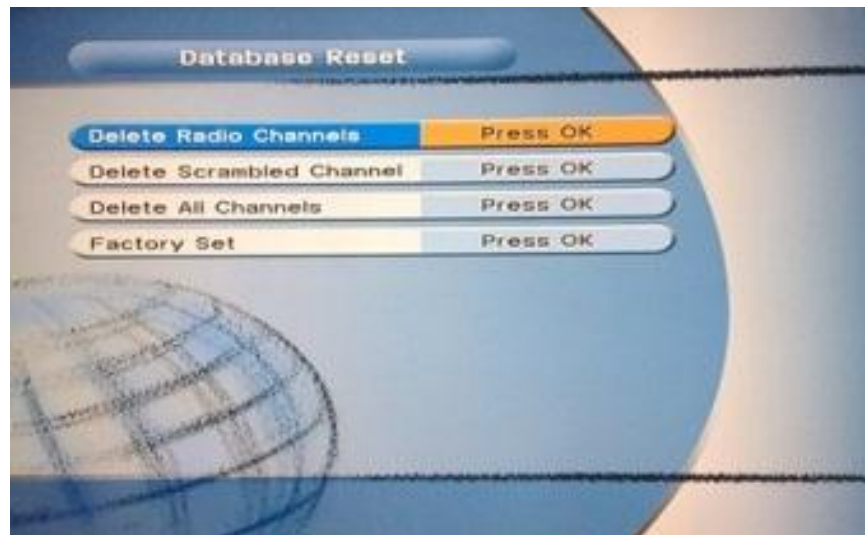 Database Reset
Delete Radio Channels Press OK
Delete Scrambled Channel Press OK
Delete All Channels Press OK
Factory Set Press OK